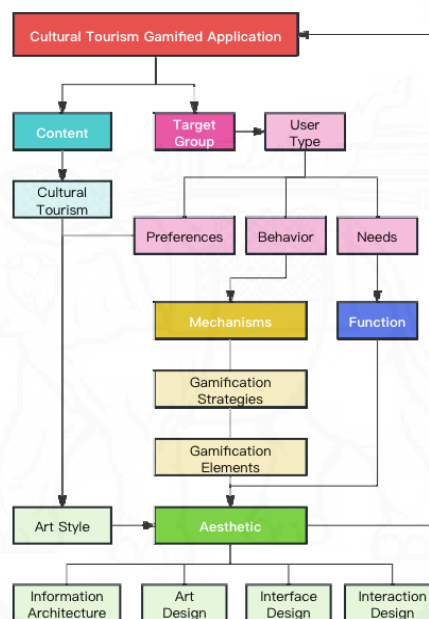 Cultural Tourism Gamified Application
Content
Target
Group
User
Type
Cultural
Tourism
Preferences
Behavior
Needs
Mechanisms
Function
Gamification
Strategies
Gamification
Elements
Art Style
Aesthetic
Information
Architecture
Art
Design
Interface
Design
Interaction
Design